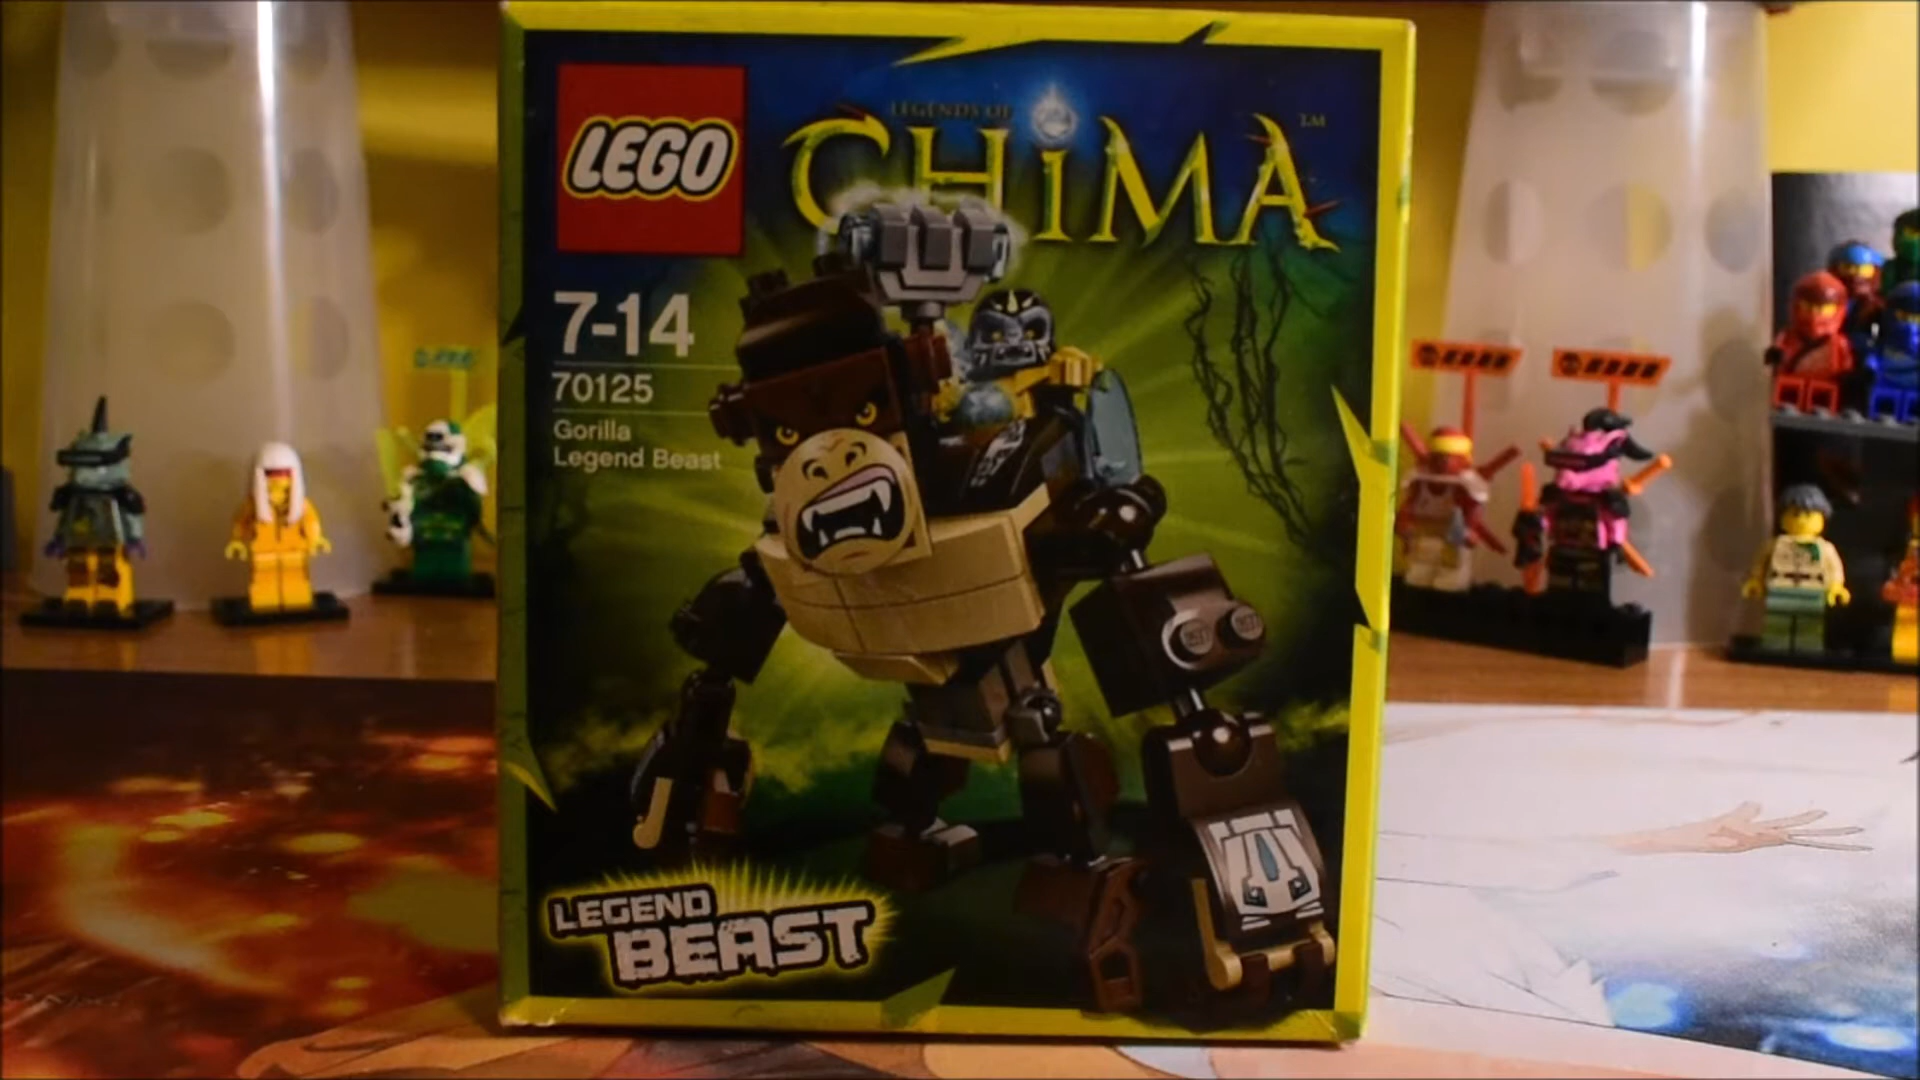 LEGO
LEGENDS OF
CHIMA
TM
7-14
70125
Gorilla
Legend Beast
LEGEND
BEAST